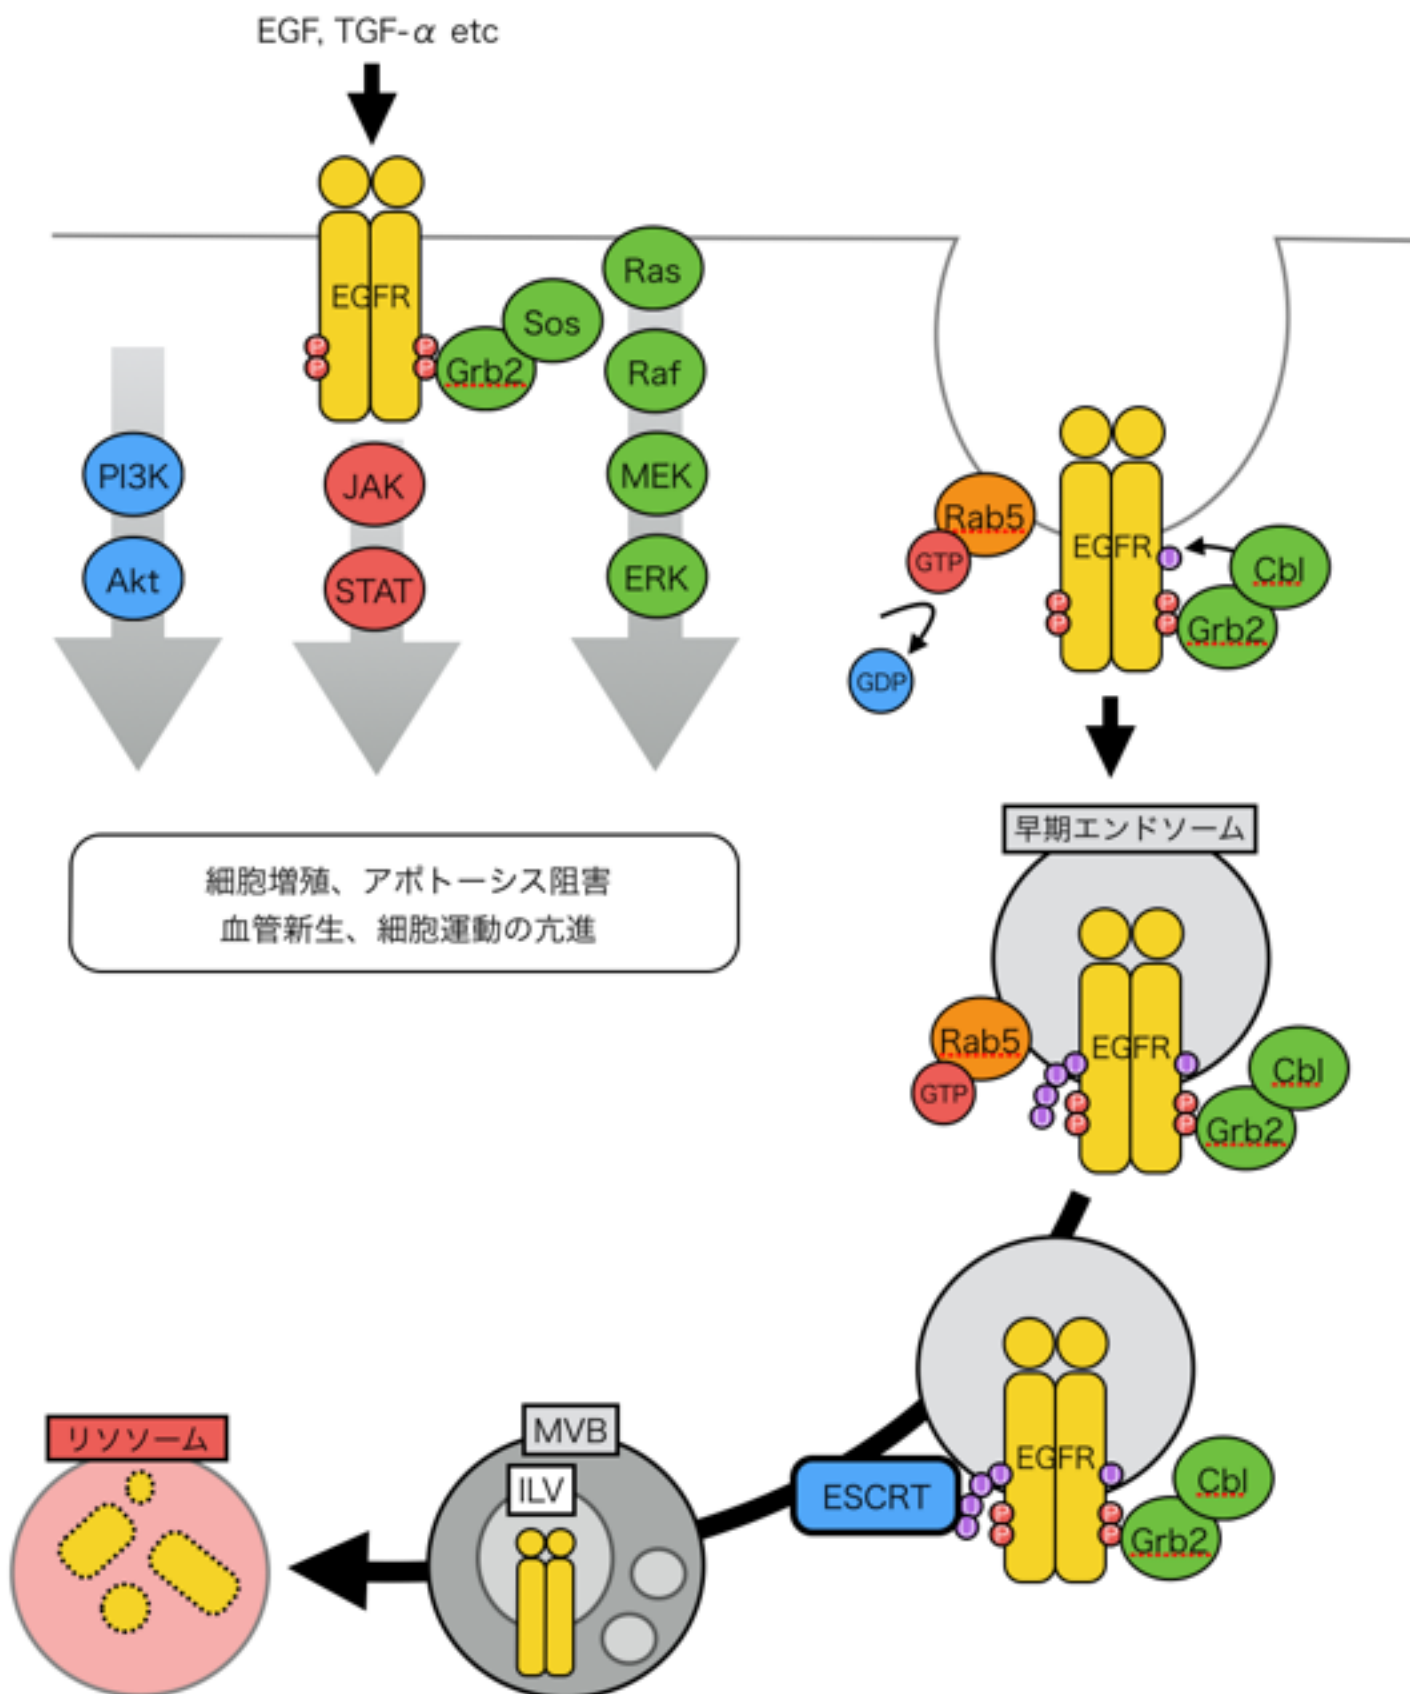 EGF, TGF-α etc
EGFR
Ras
Sos
Grb2
Raf
P
P
P
P
PI3K
JAK
MEK
Akt
STAT
ERK
細胞増殖、アポトーシス阻害
血管新生、細胞運動の亢進
Rab5
GTP
GDP
EGFR
U
Cbl
Grb2
P
P
P
P
早期エンドソーム
Rab5
GTP
EGFR
U
U
U
U
U
P
P
P
P
Cbl
Grb2
EGFR
U
U
U
U
P
P
P
P
Cbl
Grb2
ESCRT
MVB
ILV
リソソーム